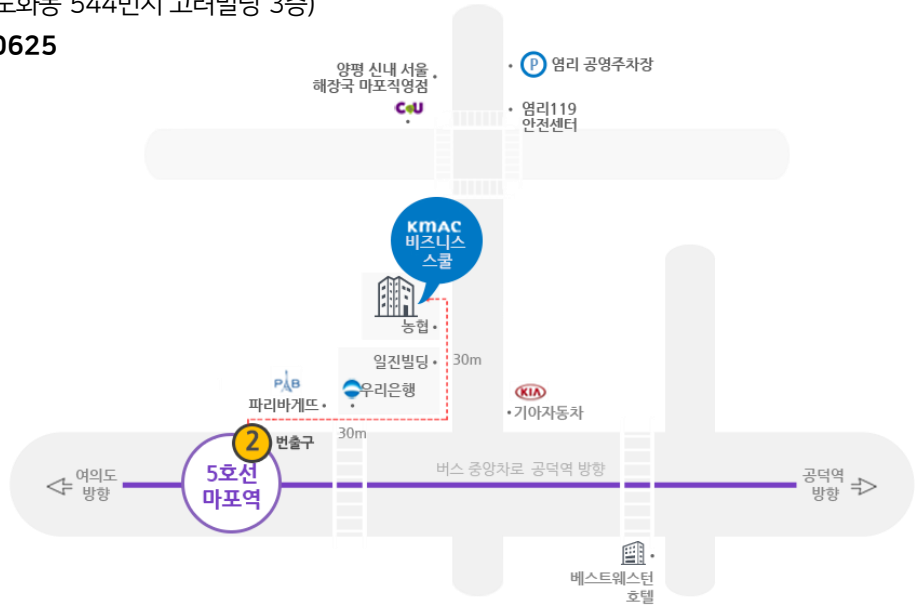 도화동 544번지 고려빌딩 3층)
0625
양평 신내 서울
해장국 마포직영점
CU
P 염리 공영주차장
염리119
안전센터
KMAC
비즈니스
스쿨
농협
일진빌딩
30m
PAB
파리바게뜨
우리은행
KIA
기아자동차
2 번출구
30m
5호선
마포역
여의도
방향
버스 중앙차로 공덕역 방향
공덕역
방향
베스트웨스턴
호텔